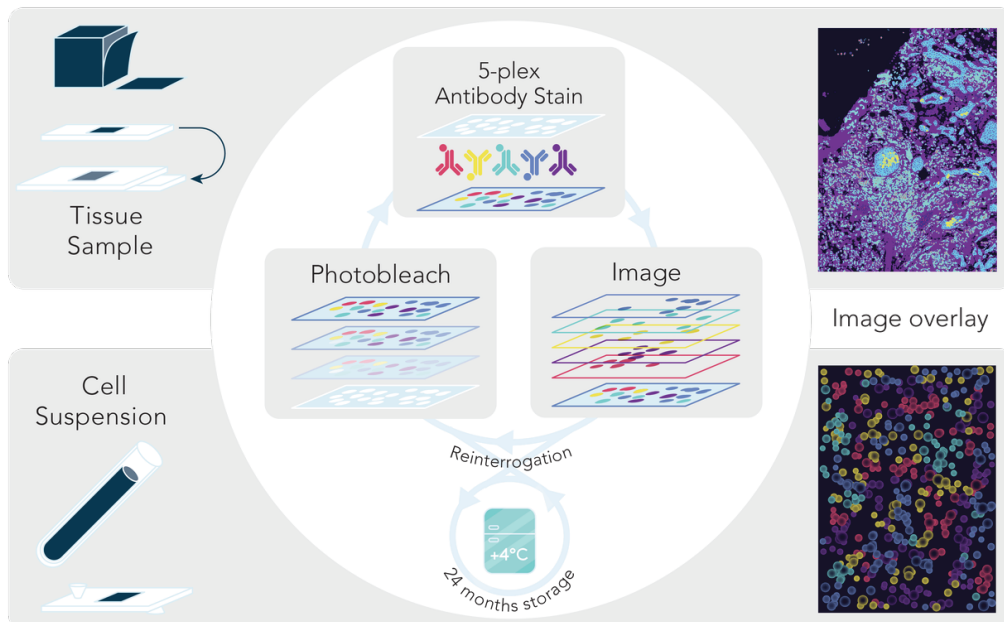 Tissue
Sample
Cell
Suspension
5-plex
Antibody Stain
Photobleach
Image
Reinterrogation
+4°C
24 months storage
Image overlay